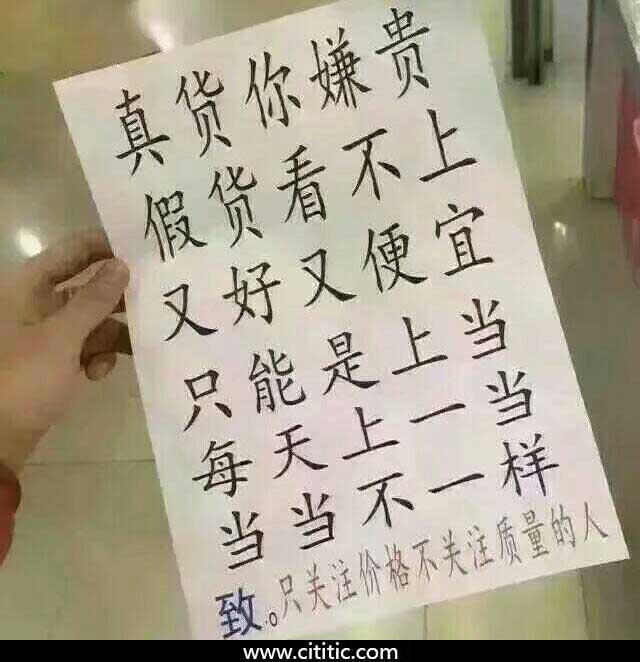 真货你嫌贵
假货看不上
又好又便宜
只能是上当
每天上一当
当当不一样
致。只关注价格不关注质量的人
www.cititic.com